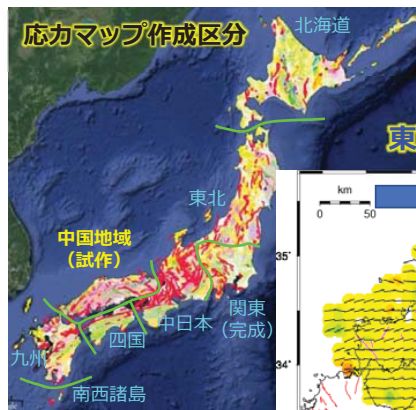 応力マップ作成区分
北海道
東
東北
km
0 50
中国地域
(試作)
35°
関東
(完成)
中日本
四国
九州
34°
南西諸島